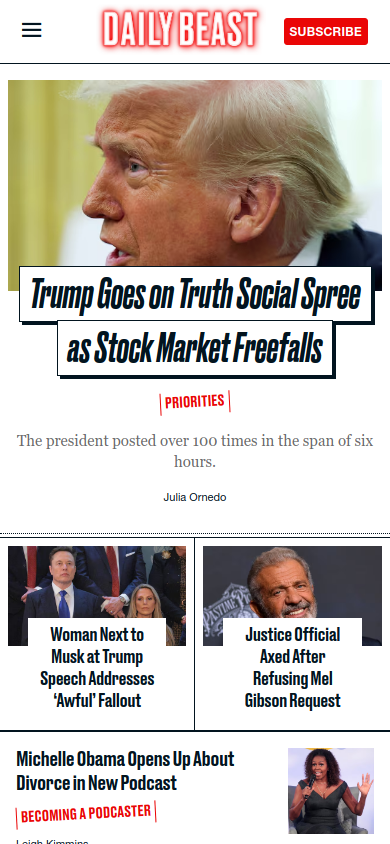 DAILY BEAST
SUBSCRIBE
Trump Goes on Truth Social Spree
as Stock Market Freefalls
PRIORITIES
The president posted over 100 times in the span of six
hours.
Julia Ornedo
Woman Next to
Musk at Trump
Speech Addresses
‘Awful’ Fallout
Justice Official
Axed After
Refusing Mel
Gibson Request
Michelle Obama Opens Up About
Divorce in New Podcast
BECOMING A PODCASTER
Leigh Kimmins